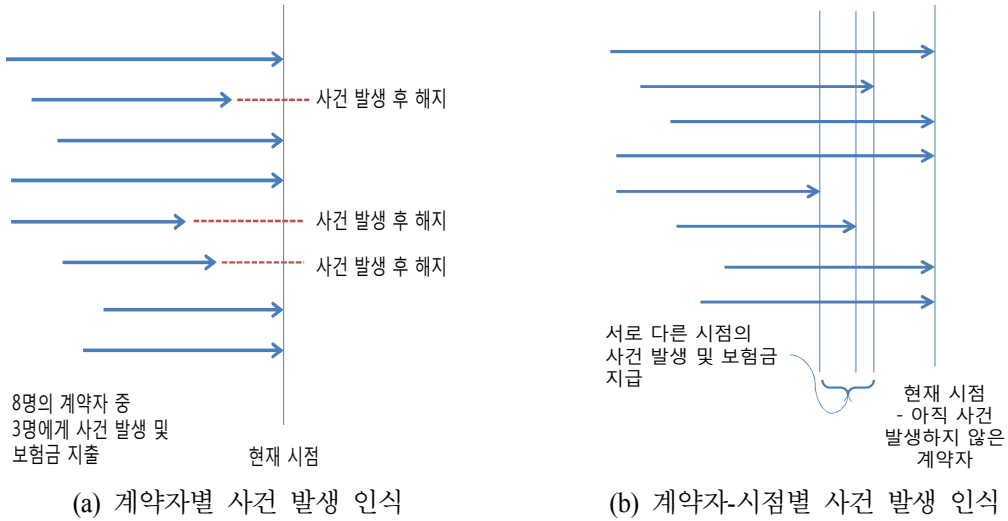 사건 발생 후 해지
사건 발생 후 해지
사건 발생 후 해지
8명의 계약자 중
3명에게 사건 발생 및
보험금 지출
현재 시점
(a) 계약자별 사건 발생 인식
서로 다른 시점의
사건 발생 및 보험금
지급
현재 시점
- 아직 사건
발생하지 않은
계약자
(b) 계약자-시점별 사건 발생 인식